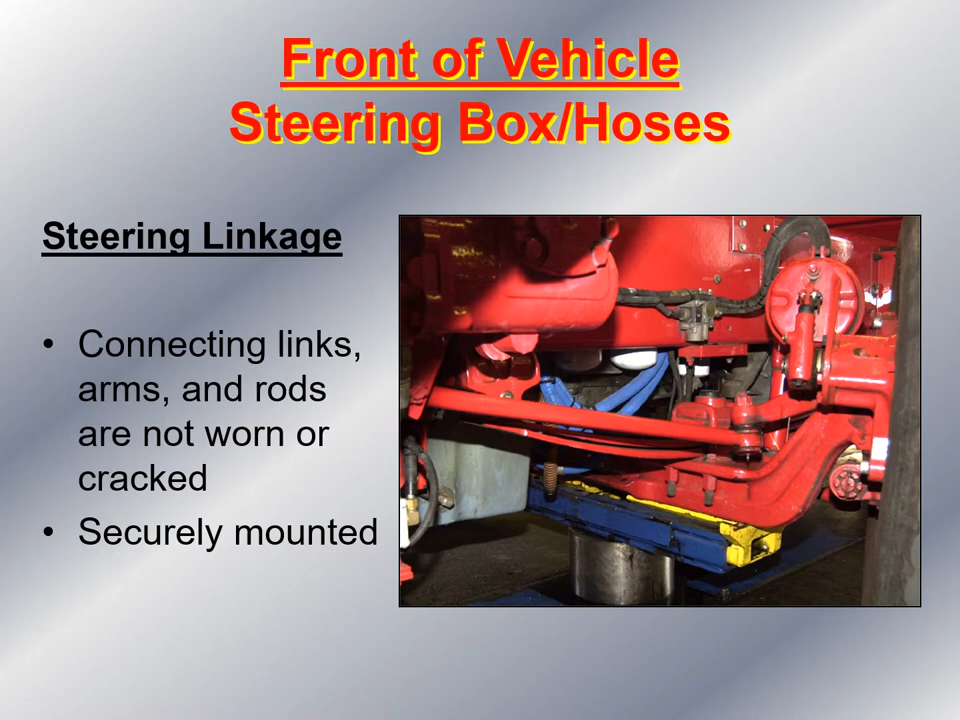 Front of Vehicle
Steering Box/Hoses
Steering Linkage
• Connecting links,
arms, and rods
are not worn or
cracked
• Securely mounted